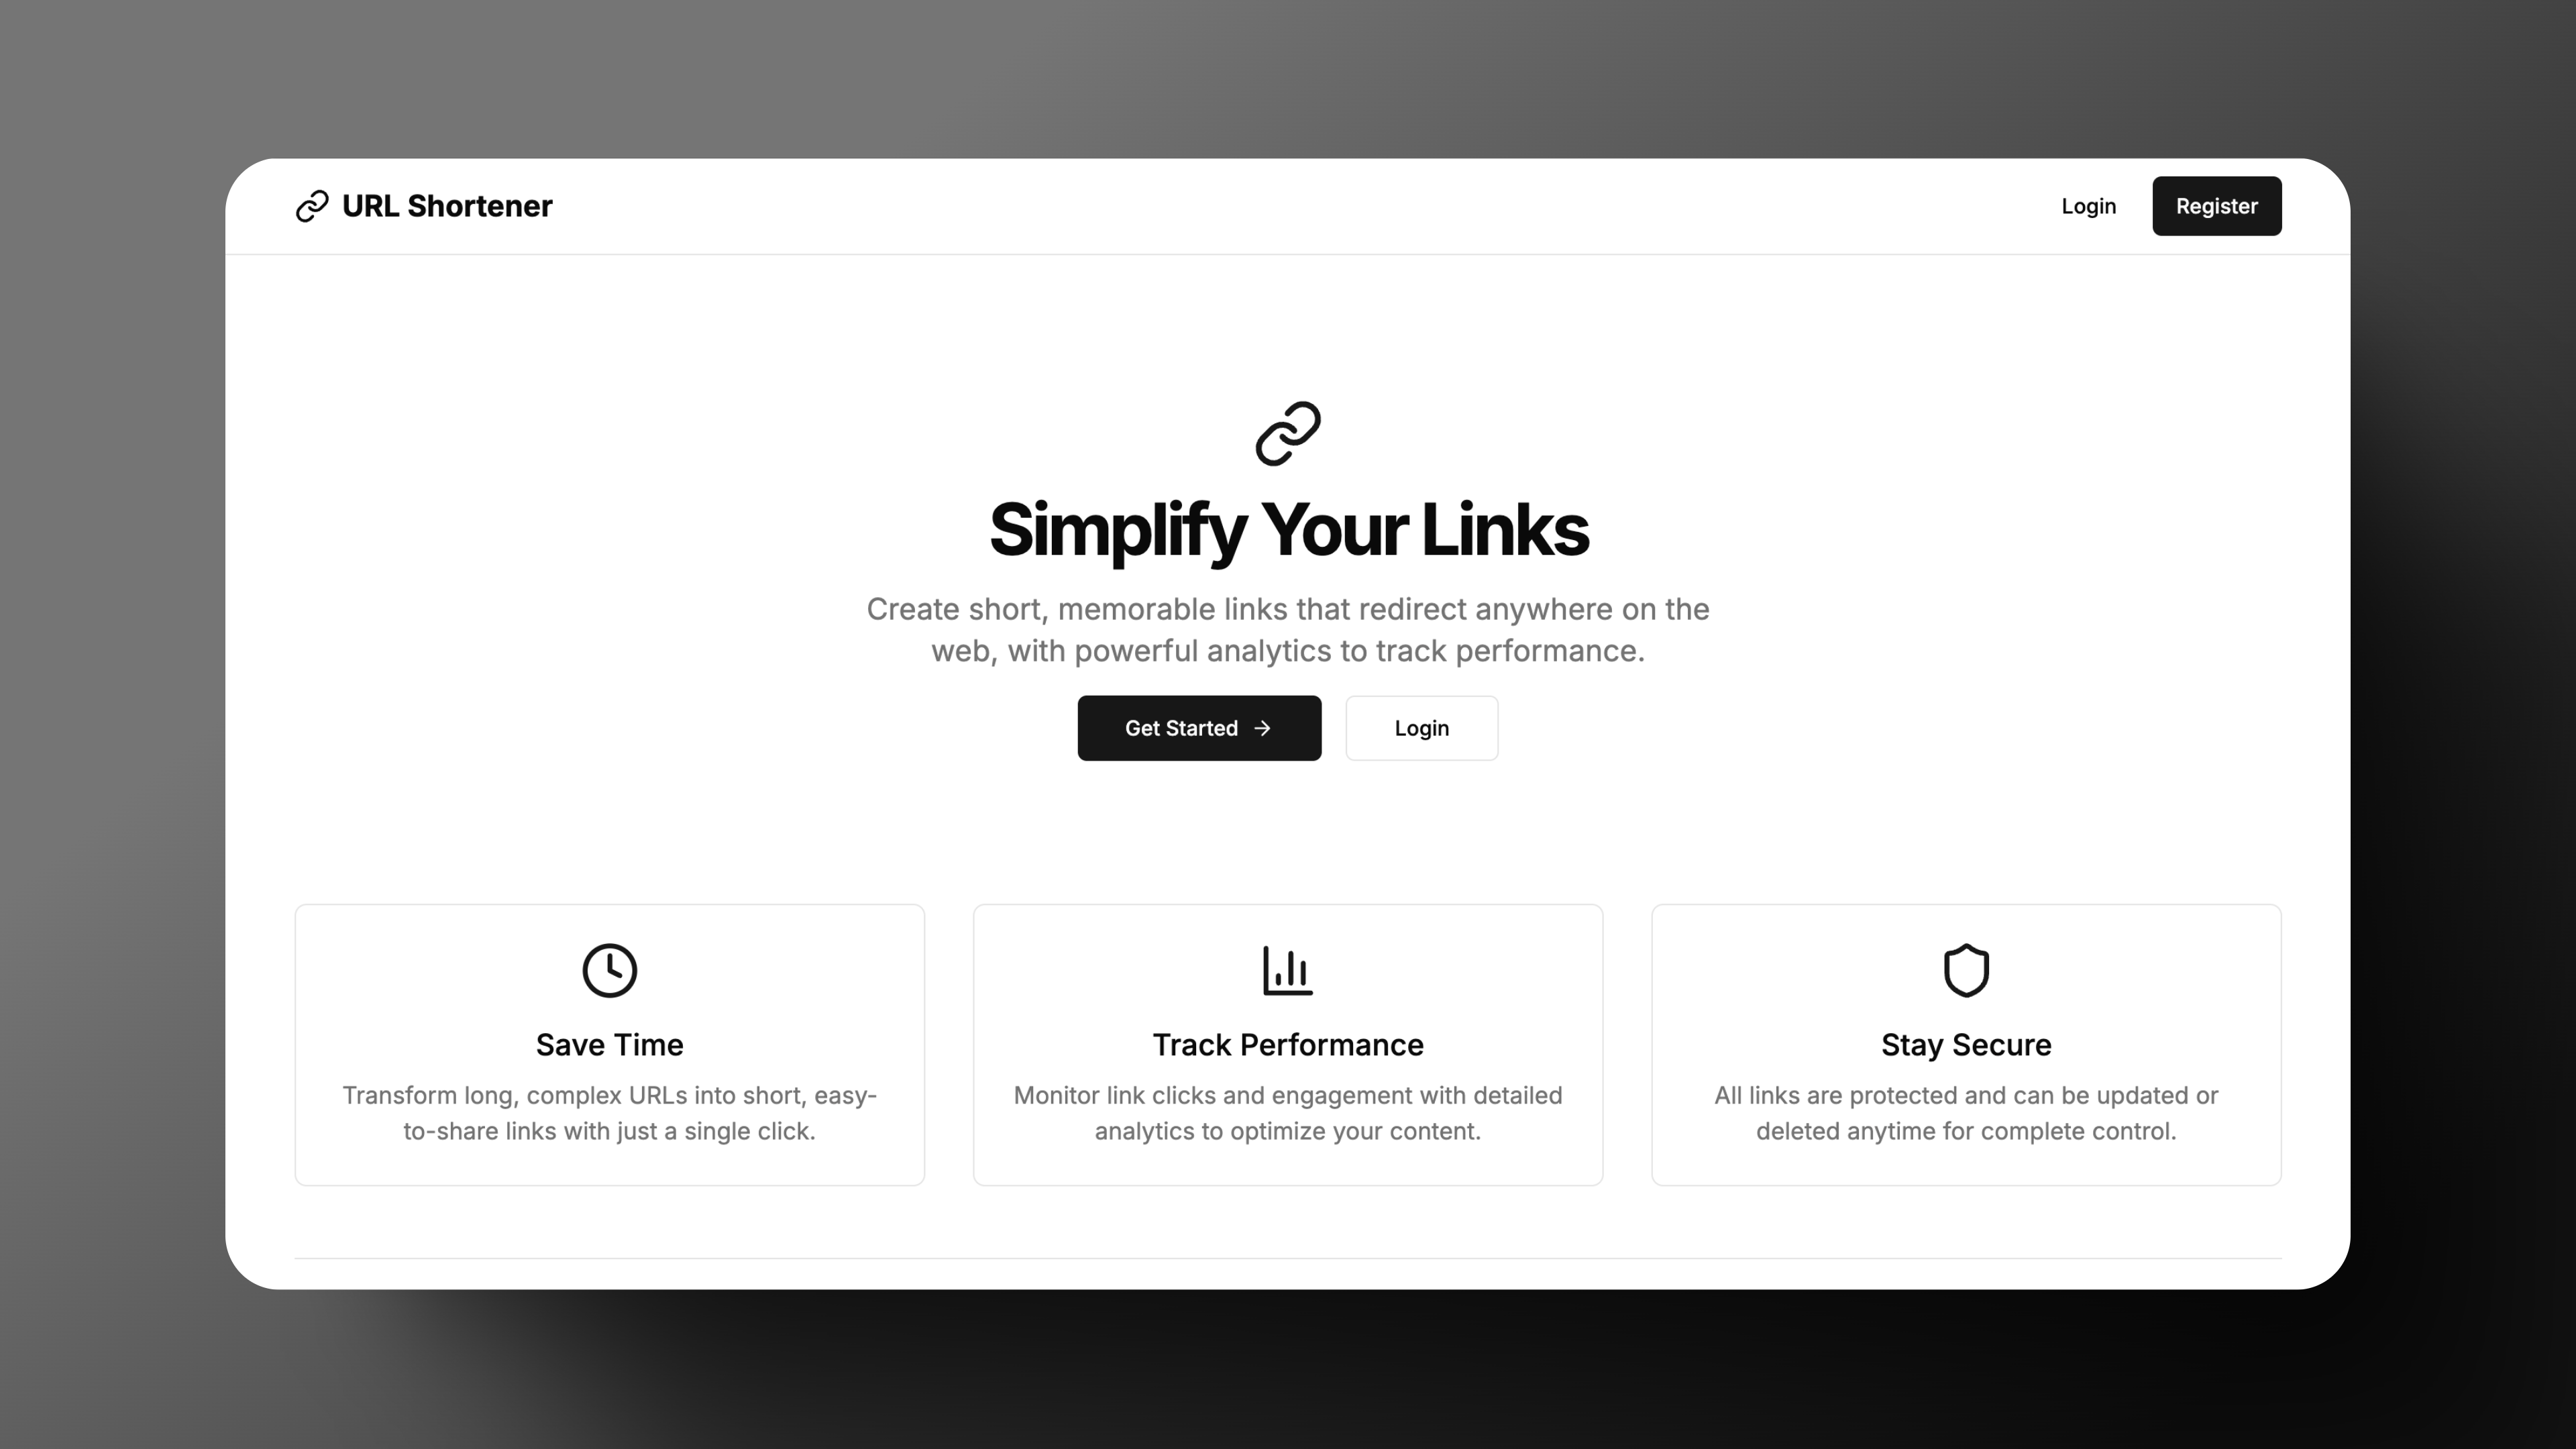 URL Shortener
Login
Register
Simplify Your Links
Create short, memorable links that redirect anywhere on the
web, with powerful analytics to track performance.
Get Started
Login
Save Time
Transform long, complex URLs into short, easy-
to-share links with just a single click.
Track Performance
Monitor link clicks and engagement with detailed
analytics to optimize your content.
Stay Secure
All links are protected and can be updated or
deleted anytime for complete control.